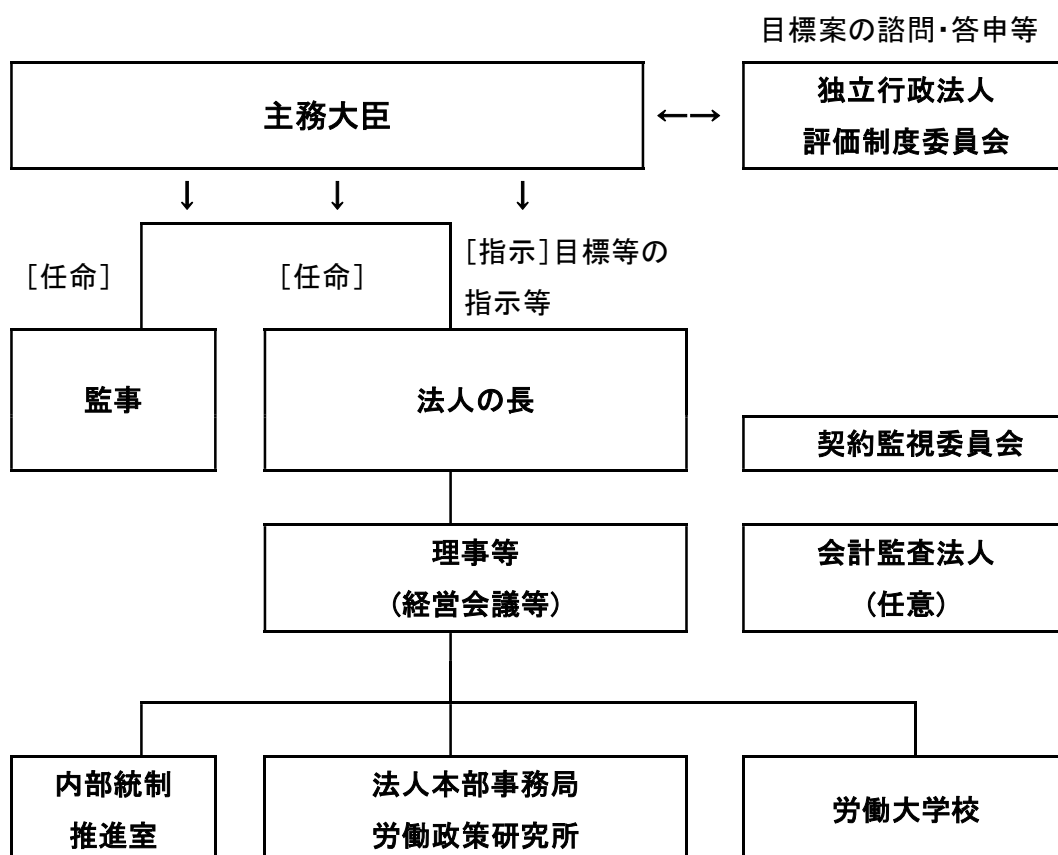 目標案の諮問・答申等
主務大臣
←→
独立行政法人
評価制度委員会
↓ ↓ ↓
[任命]
[任命]
[指示]目標等の
指示等
監事
法人の長
契約監視委員会
理事等
(経営会議等)
会計監査法人
(任意)
内部統制
推進室
法人本部事務局
労働政策研究所
労働大学校